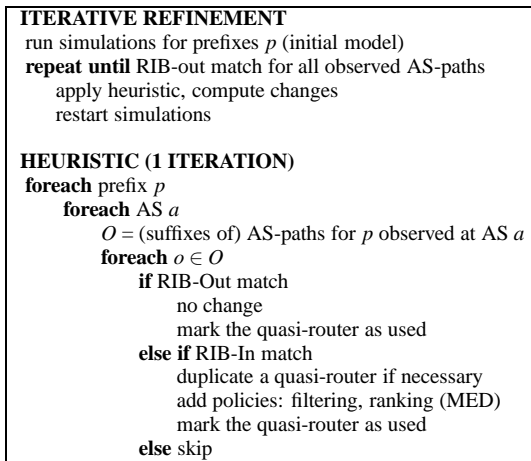 ITERATIVE REFINEMENT
run simulations for prefixes p (initial model)
repeat until RIB-out match for all observed AS-paths
apply heuristic, compute changes
restart simulations
HEURISTIC (1 ITERATION)
foreach prefix p
foreach AS a
O = (suffixes of) AS-paths for p observed at AS a
foreach o ∈ O
if RIB-Out match
no change
mark the quasi-router as used
else if RIB-In match
duplicate a quasi-router if necessary
add policies: filtering, ranking (MED)
mark the quasi-router as used
else skip